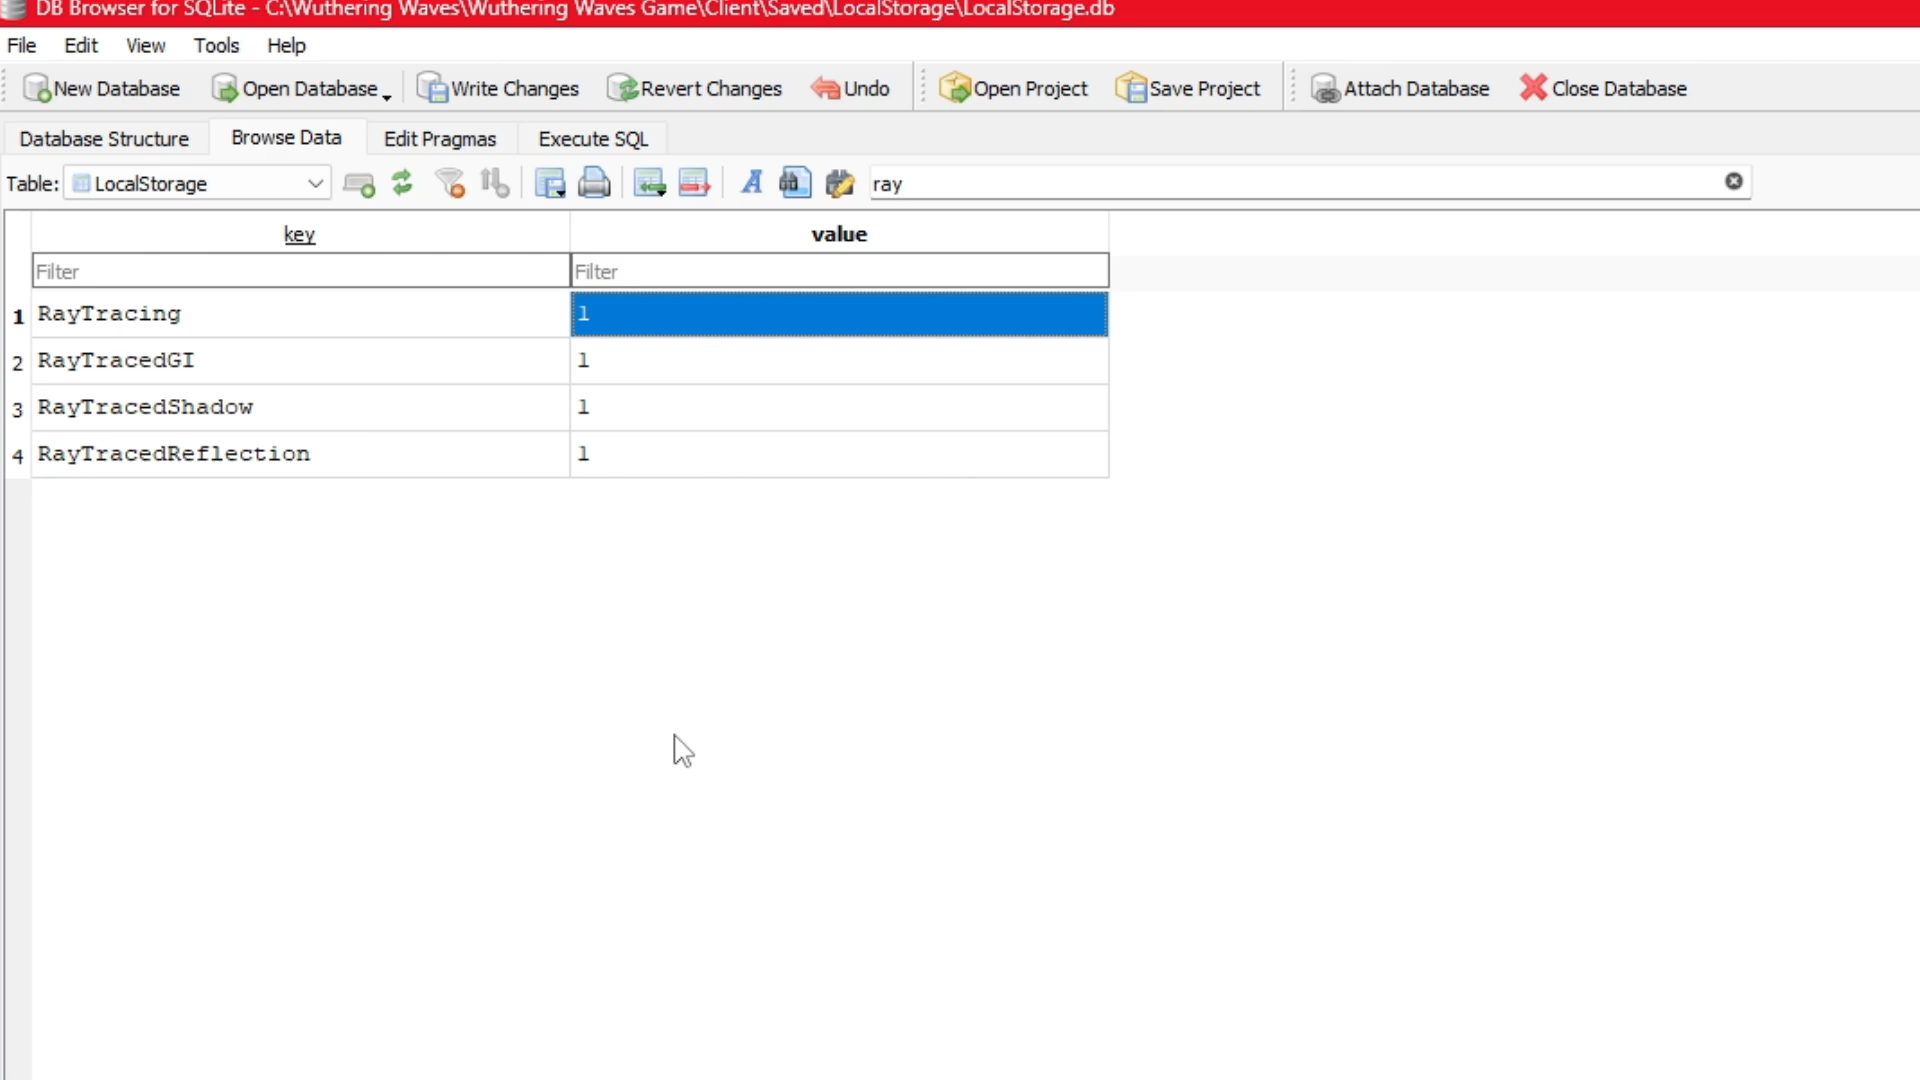 DB Browser for SQLite - C:\Wuthering Waves\Wuthering Waves Game\Client\Saved\LocalStorage\LocalStorage.db
File Edit View Tools Help
New Database Open Database Write Changes Revert Changes Undo Open Project Save Project Attach Database Close Database
Database Structure Browse Data Edit Pragmas Execute SQL
Table: LocalStorage A ray
key value
Filter Filter
1 RayTracing 1
2 RayTracedGI 1
3 RayTracedShadow 1
4 RayTracedReflection 1